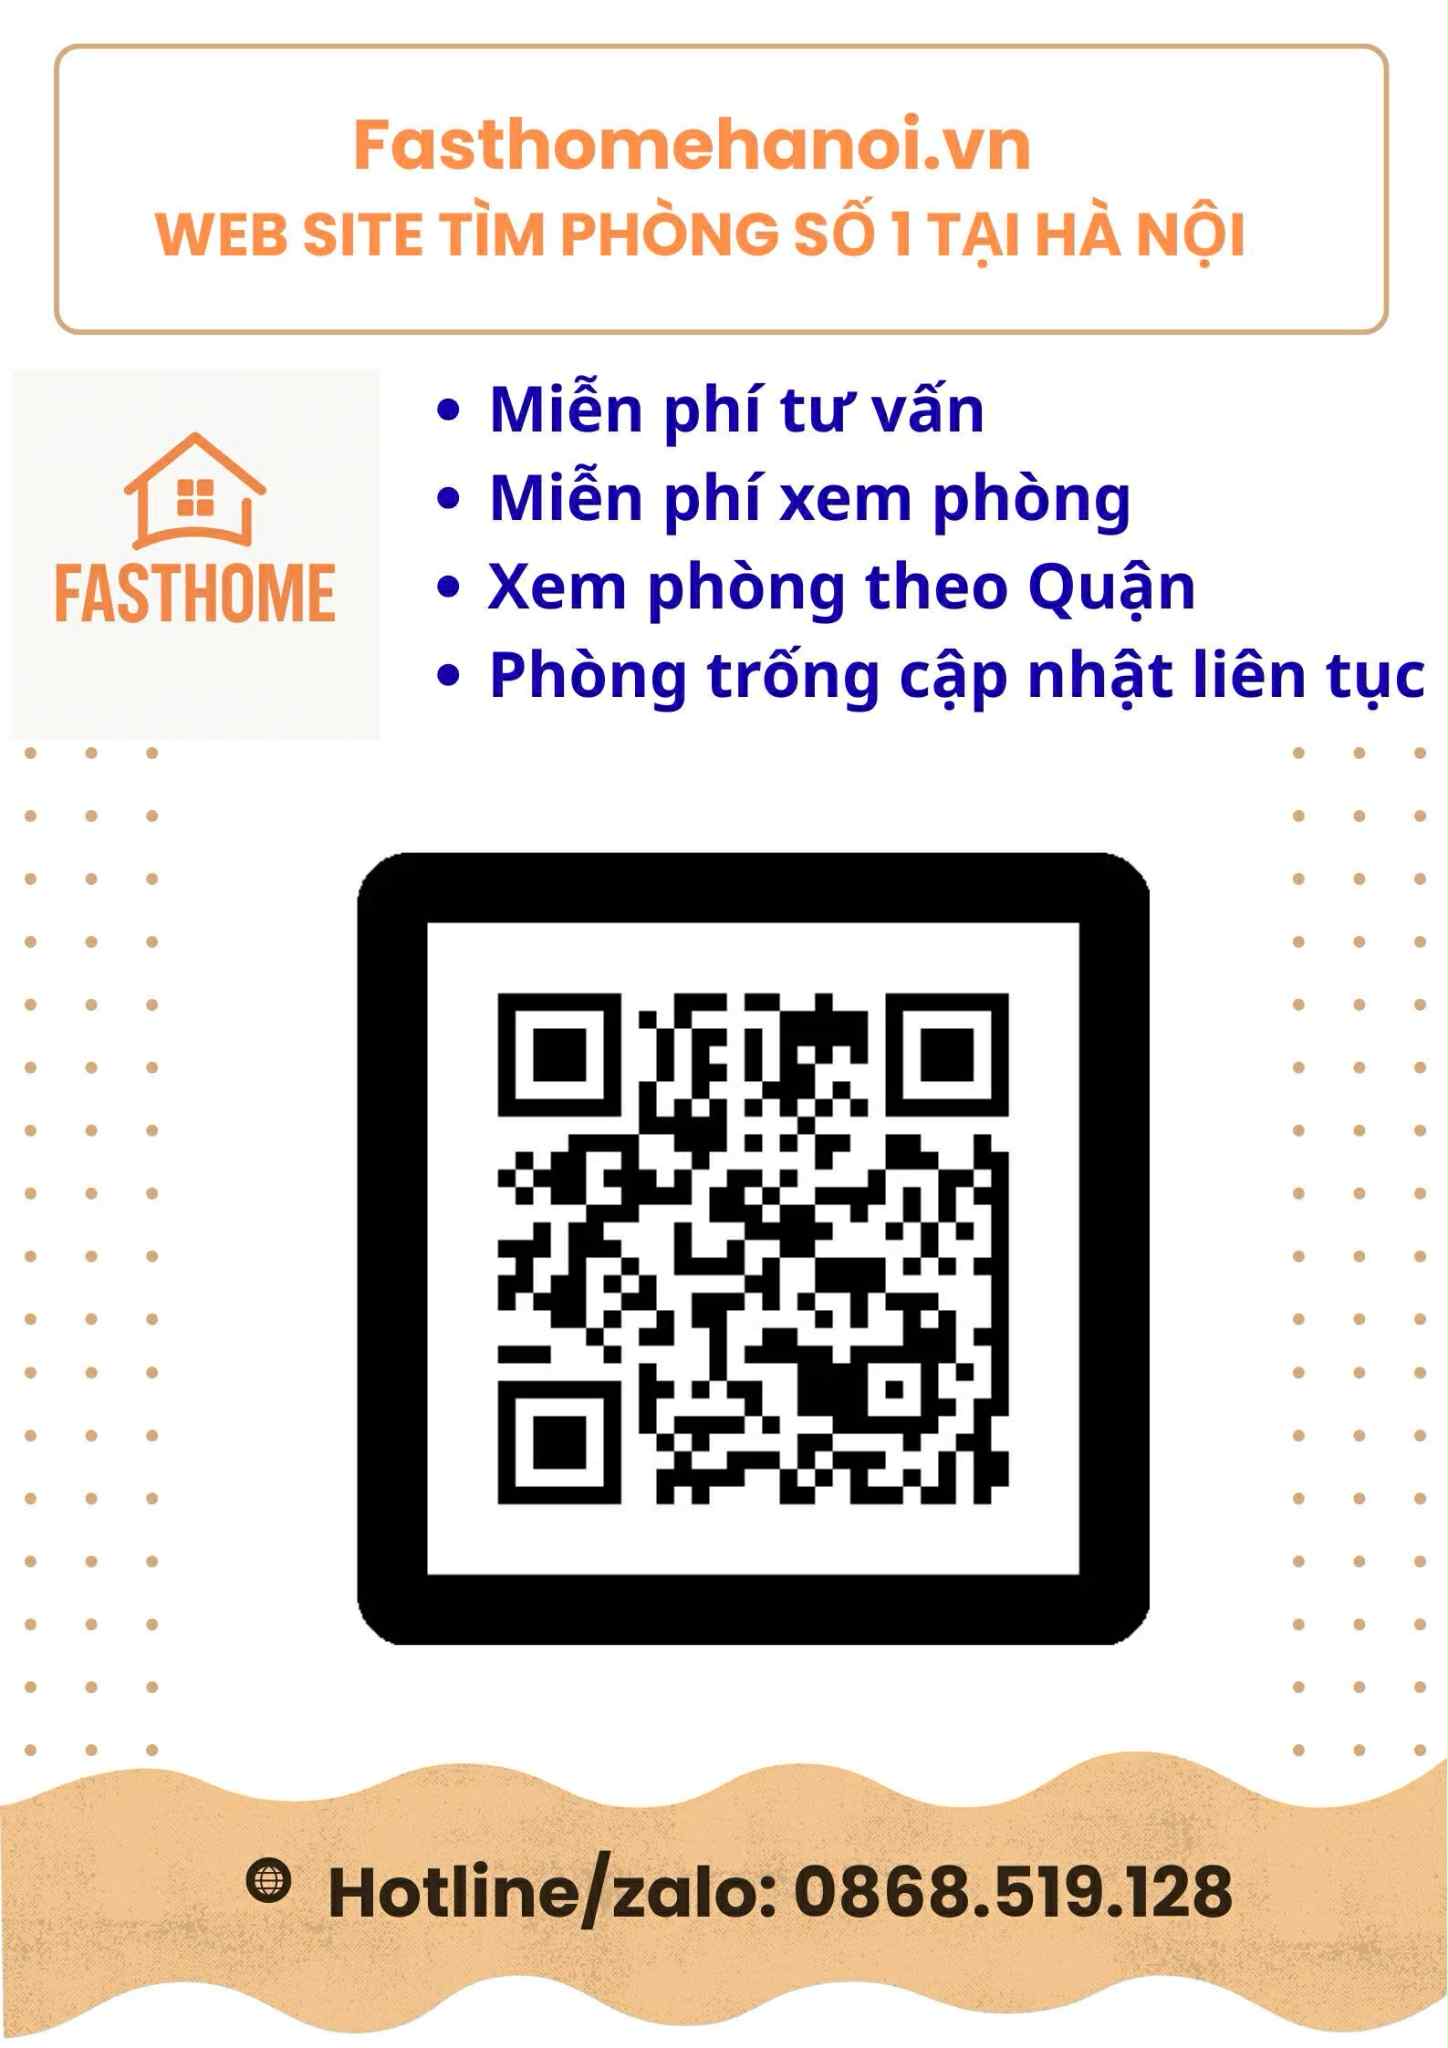 Fasthomehanoi.vn
WEB SITE TÌM PHÒNG SỐ 1 TẠI HÀ NỘI
FASTHOME
• Miễn phí tư vấn
• Miễn phí xem phòng
• Xem phòng theo Quận
• Phòng trống cập nhật liên tục
Hotline/zalo: 0868.519.128